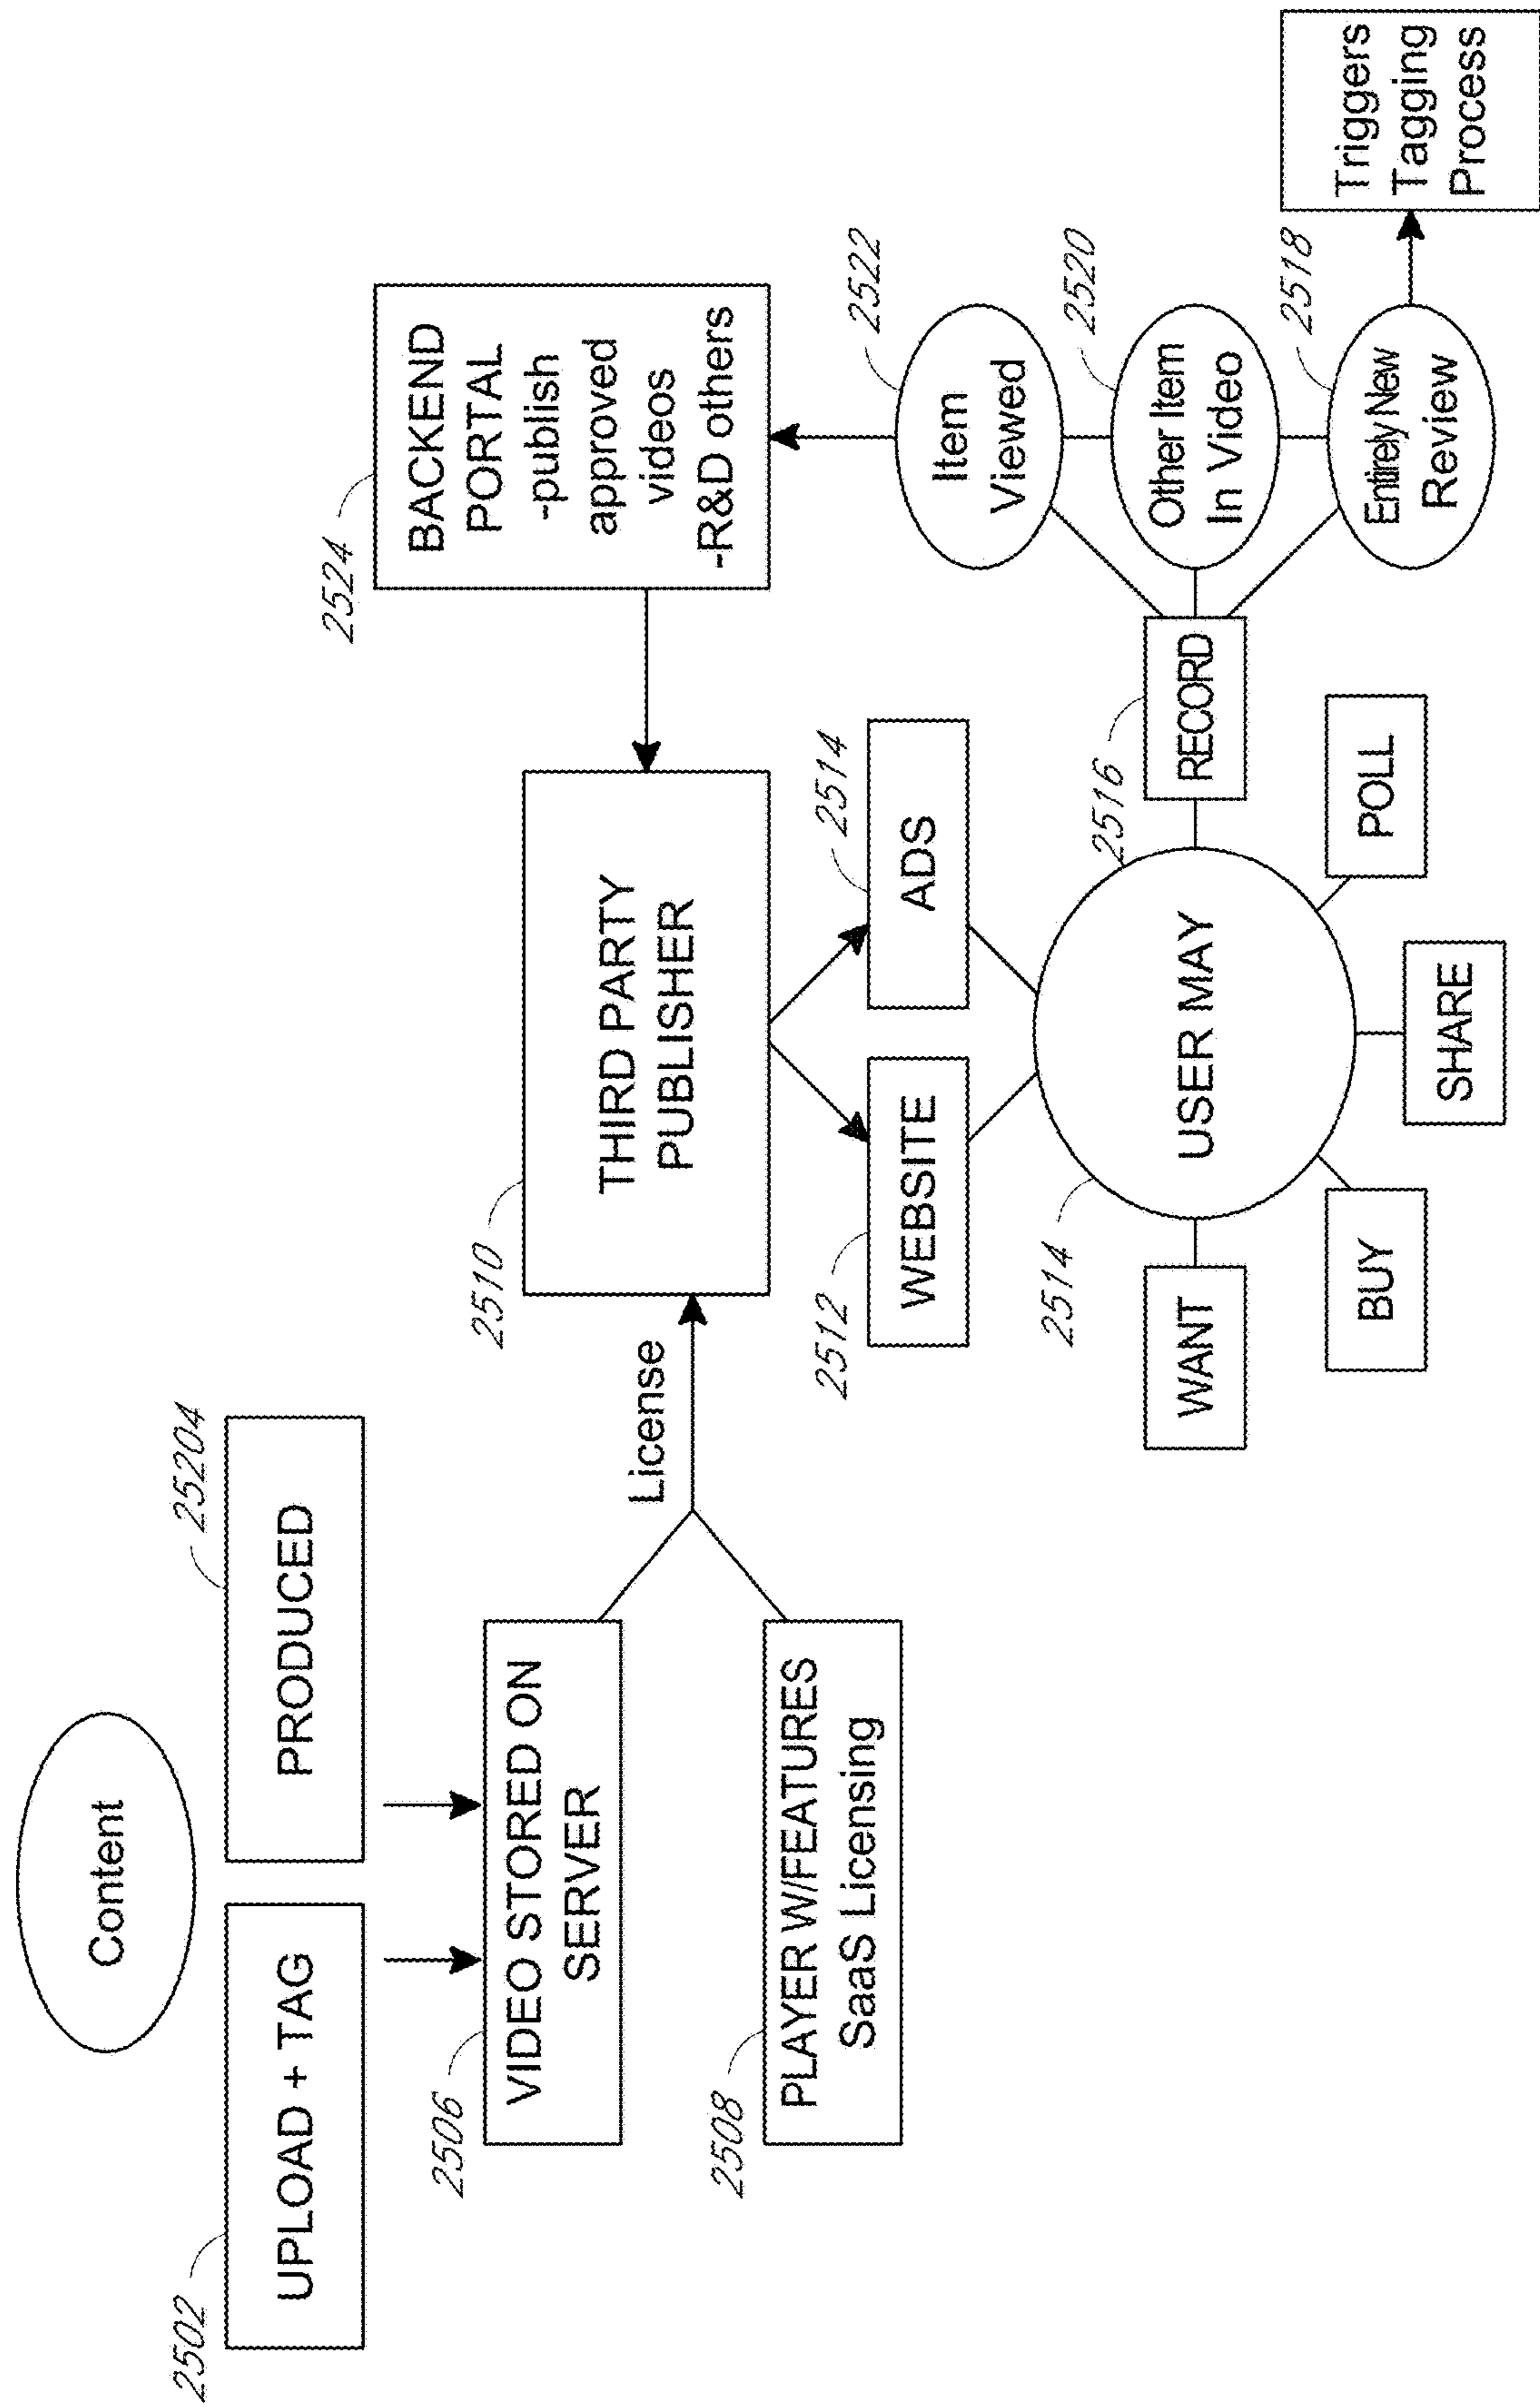 Content
2502
UPLOAD + TAG
25204
PRODUCED
2506
VIDEO STORED ON
SERVER
2508
PLAYER W/FEATURES
SaaS Licensing
License
2510
THIRD PARTY
PUBLISHER
2524
BACKEND
PORTAL
-publish
approved
videos
-R&D others
2512
WEBSITE
2514
ADS
2514
USER MAY
WANT
BUY
SHARE
POLL
2516
RECORD
2522
Item
Viewed
2520
Other Item
In Video
2518
Entirely New
Review
Triggers
Tagging
Process